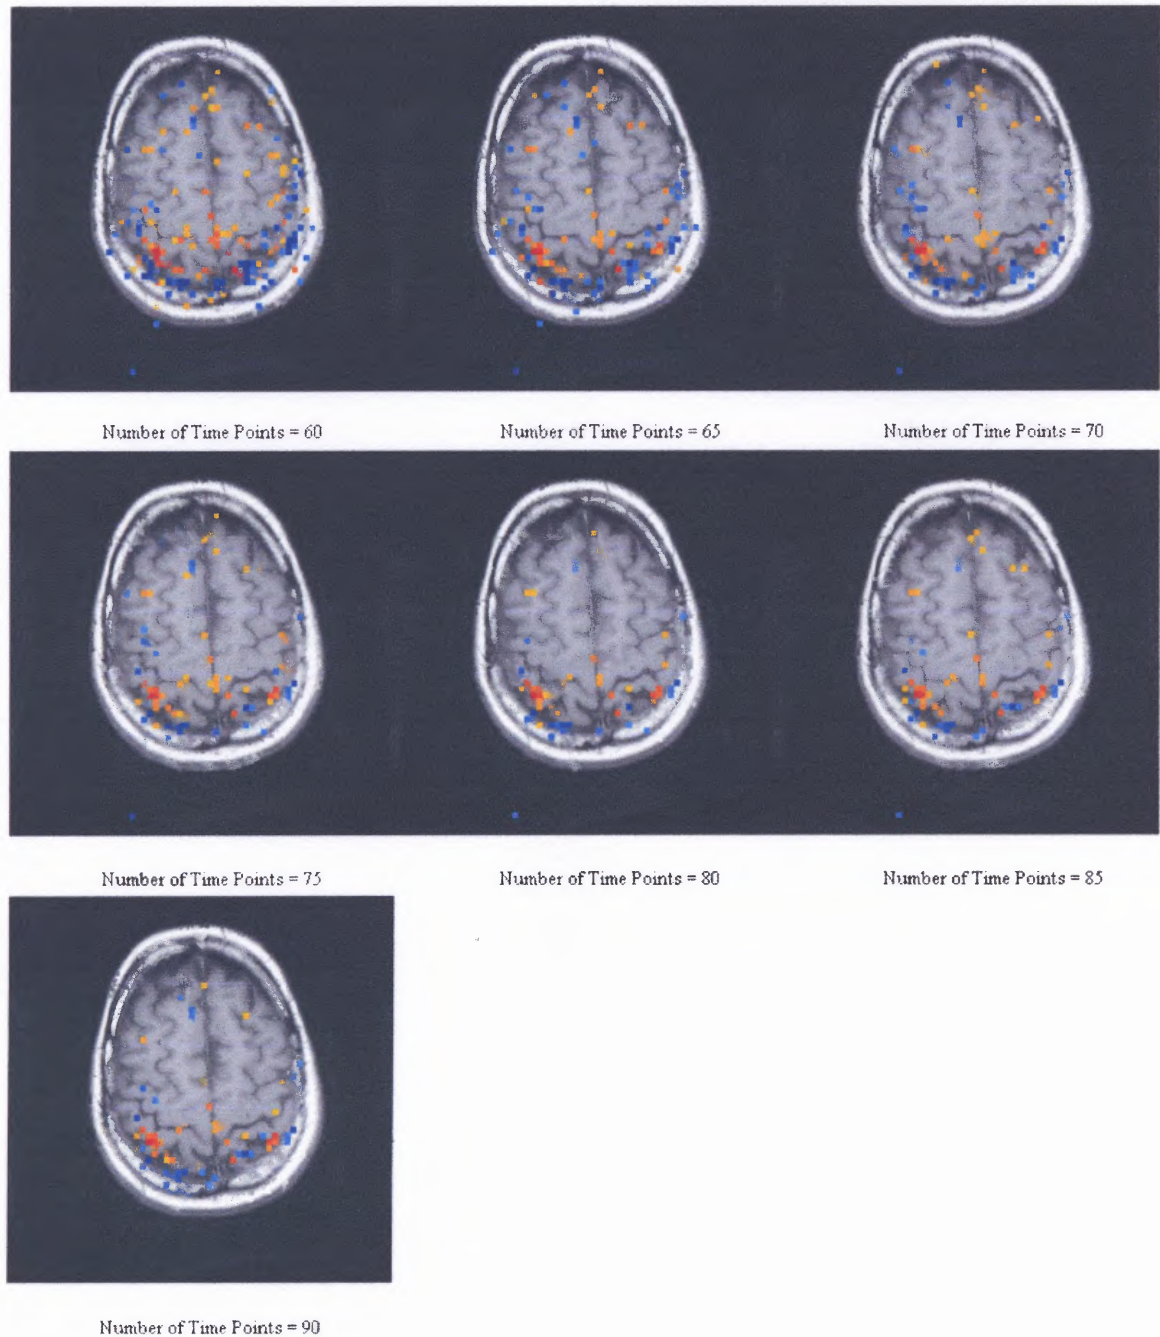 Number of Time Points = 60
Number of Time Points = 65
Number of Time Points = 70
Number of Time Points = 75
Number of Time Points = 80
Number of Time Points = 85
Number of Time Points = 90